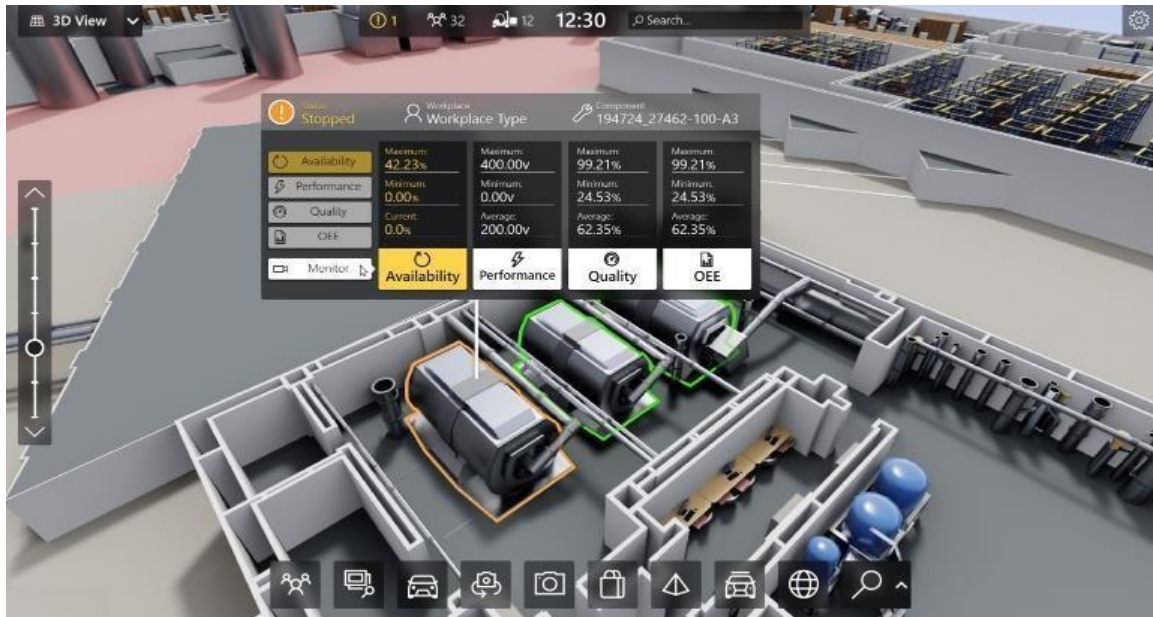 3D View
1
32
12
12:30
Search...
Status:
Stopped
Workplace
Workplace Type
Component
194724_27462-100-A3
Availability
Performance
Quality
OEE
Monitor
Maximum:
42.23%
Minimum:
0.00%
Current:
0.0%
Availability
Maximum:
400.00v
Minimum:
0.00v
Average:
200.00v
Performance
Maximum:
99.21%
Minimum:
24.53%
Average:
62.35%
Quality
Maximum:
99.21%
Minimum:
24.53%
Average:
62.35%
OEE